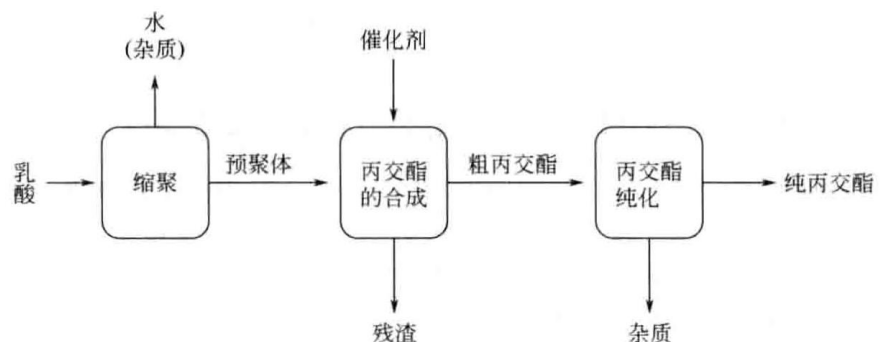 水
(杂质)
催化剂
乳酸
缩聚
预聚体
丙交酯
的合成
粗丙交酯
丙交酯
纯化
纯丙交酯
残渣
杂质